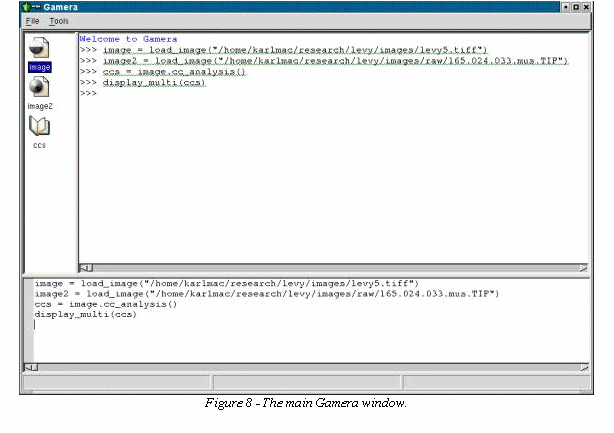 Gamera
File Tools
Welcome to Gamera
>>> image = load_image("/home/karlmac/research/levy/images/levy5.tiff")
>>> image2 = load_image("/home/karlmac/research/levy/images/raw/165.024.033.mus.TIF")
>>> ccs = image.cc_analysis()
>>> display_multi(ccs)
>>>
image
image2
ccs
image = load_image("/home/karlmac/research/levy/images/levy5.tiff")
image2 = load_image("/home/karlmac/research/levy/images/raw/165.024.033.mus.TIF")
ccs = image.cc_analysis()
display_multi(ccs)
Figure 8 - The main Gamera window.